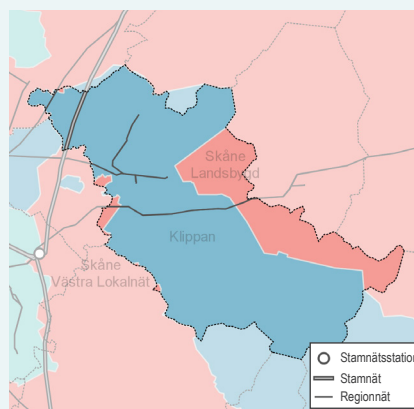 Skåne
Landsbygd
Klippan
Skåne
Västra Lokalnät
Stamnätsstation
Stamnät
Regionnät